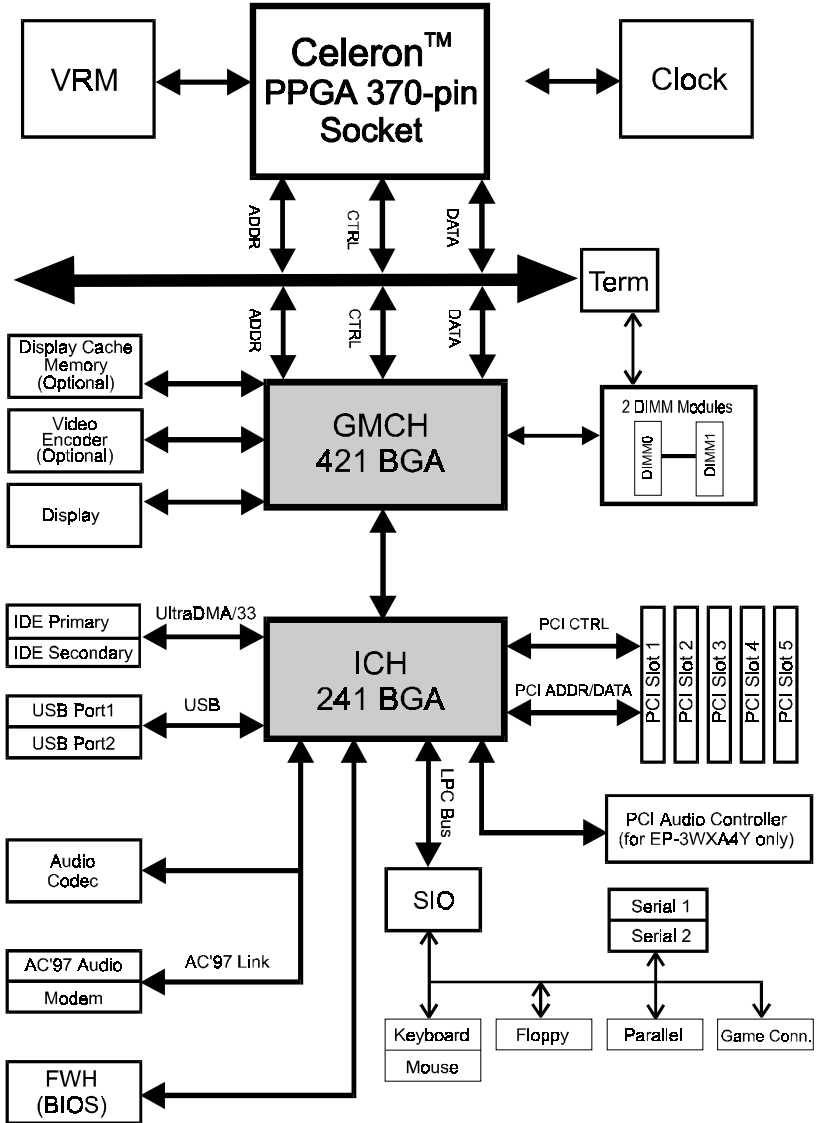 VRM
Celeron™
PPGA 370-pin
Socket
Clock
ADDR
CTRL
DATA
Term
ADDR
CTRL
DATA
Display Cache
Memory
(Optional)
Video
Encoder
(Optional)
Display
GMCH
421 BGA
2 DIMM Modules
DIMM0
DIMM1
IDE Primary
IDE Secondary
UltraDMA/33
USB Port1
USB Port2
USB
ICH
241 BGA
PCI CTRL
PCI ADDR/DATA
PCI Slot 1
PCI Slot 2
PCI Slot 3
PCI Slot 4
PCI Slot 5
LPC Bus
PCI Audio Controller
(for EP-3WXA4Y only)
Audio
Codec
SIO
Serial 1
Serial 2
AC'97 Audio
Modem
AC'97 Link
Keyboard
Mouse
Floppy
Parallel
Game Conn.
FWH
(BIOS)